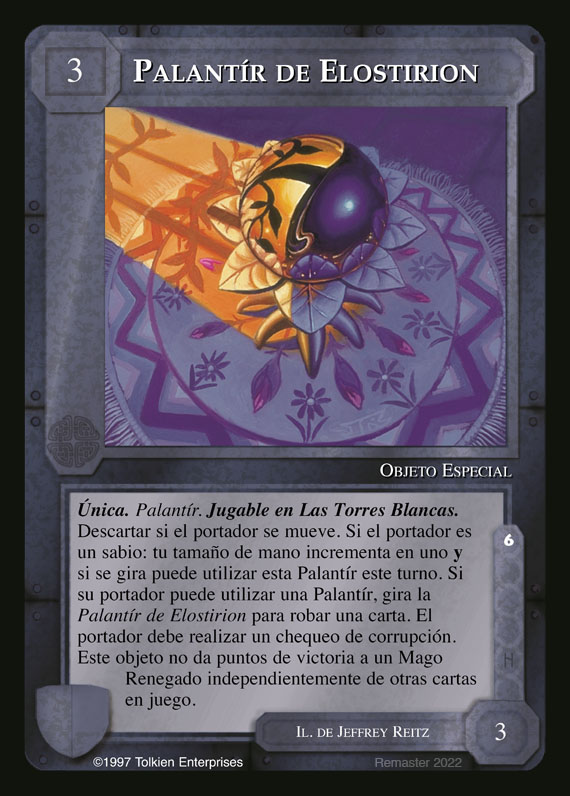 3
Palantír de Elostirion
Objeto Especial
Única. Palantír. Jugable en Las Torres Blancas.
Descartar si el portador se mueve. Si el portador es
un sabio: tu tamaño de mano incrementa en uno y
si se gira puede utilizar esta Palantír este turno. Si
su portador puede utilizar una Palantír, gira la
Palantír de Elostirion para robar una carta. El
portador debe realizar un chequeo de corrupción.
Este objeto no da puntos de victoria a un Mago
Renegado independientemente de otras cartas
en juego.
6
H
Il. de Jeffrey Reitz
3
©1997 Tolkien Enterprises
Remaster 2022